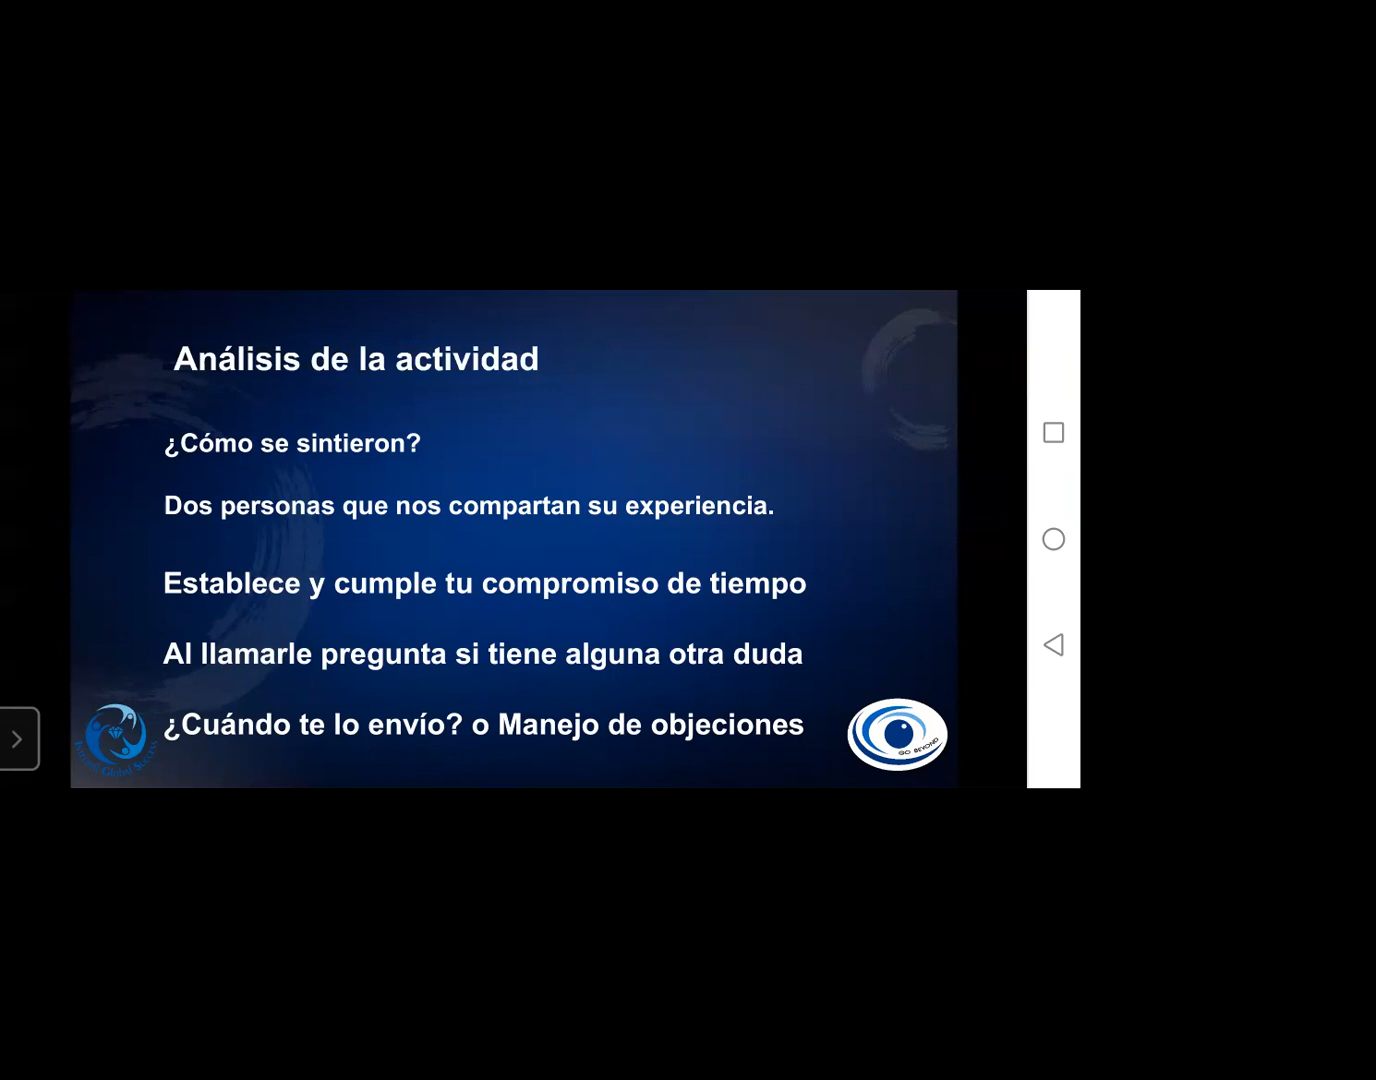 Análisis de la actividad
¿Cómo se sintieron?
Dos personas que nos compartan su experiencia.
Establece y cumple tu compromiso de tiempo
Al llamarle pregunta si tiene alguna otra duda
¿Cuándo te lo envío? o Manejo de objeciones
GO BEYOND
Global